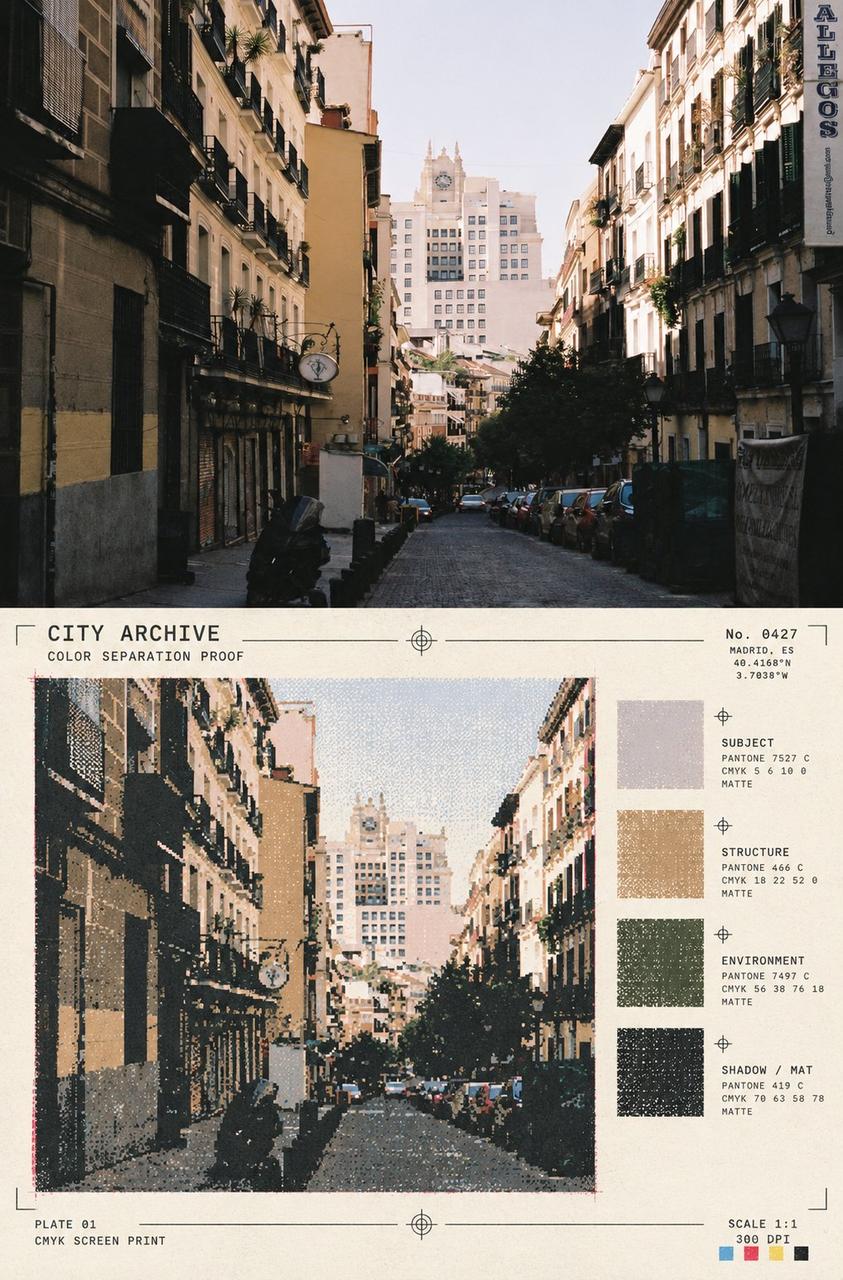 ALLEGOS
CITY ARCHIVE
COLOR SEPARATION PROOF
No. 0427
MADRID, ES
40.4168°N
3.7038°W
SUBJECT
PANTONE 7527 C
CMYK 5 6 10 0
MATTE
STRUCTURE
PANTONE 466 C
CMYK 18 22 52 0
MATTE
ENVIRONMENT
PANTONE 7497 C
CMYK 56 38 76 18
MATTE
SHADOW / MAT
PANTONE 419 C
CMYK 70 63 58 78
MATTE
PLATE 01
CMYK SCREEN PRINT
SCALE 1:1
300 DPI